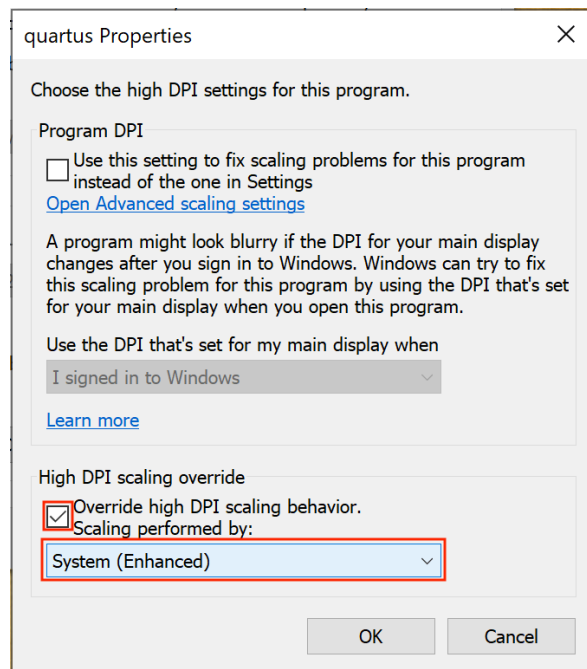 quartus Properties
Choose the high DPI settings for this program.
Program DPI
Use this setting to fix scaling problems for this program
instead of the one in Settings
Open Advanced scaling settings
A program might look blurry if the DPI for your main display
changes after you sign in to Windows. Windows can try to fix
this scaling problem for this program by using the DPI that's set
for your main display when you open this program.
Use the DPI that's set for my main display when
I signed in to Windows
Learn more
High DPI scaling override
Override high DPI scaling behavior.
Scaling performed by:
System (Enhanced)
OK Cancel